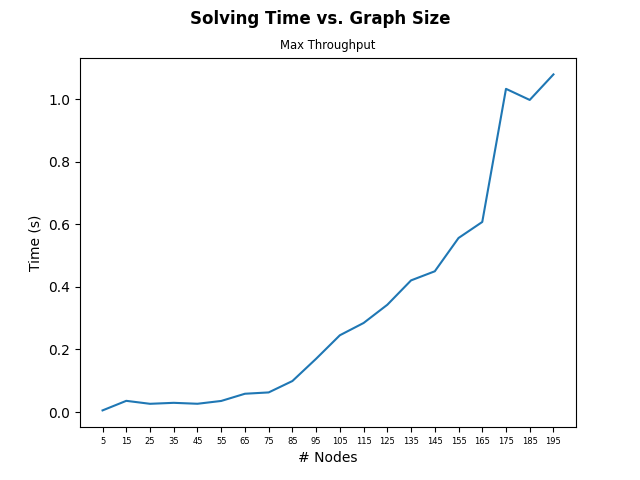 Solving Time vs. Graph Size
Max Throughput
1.0
0.8
0.6
0.4
0.2
0.0
Time (s)
5 15 25 35 45 55 65 75 85 95 105 115 125 135 145 155 165 175 185 195
# Nodes